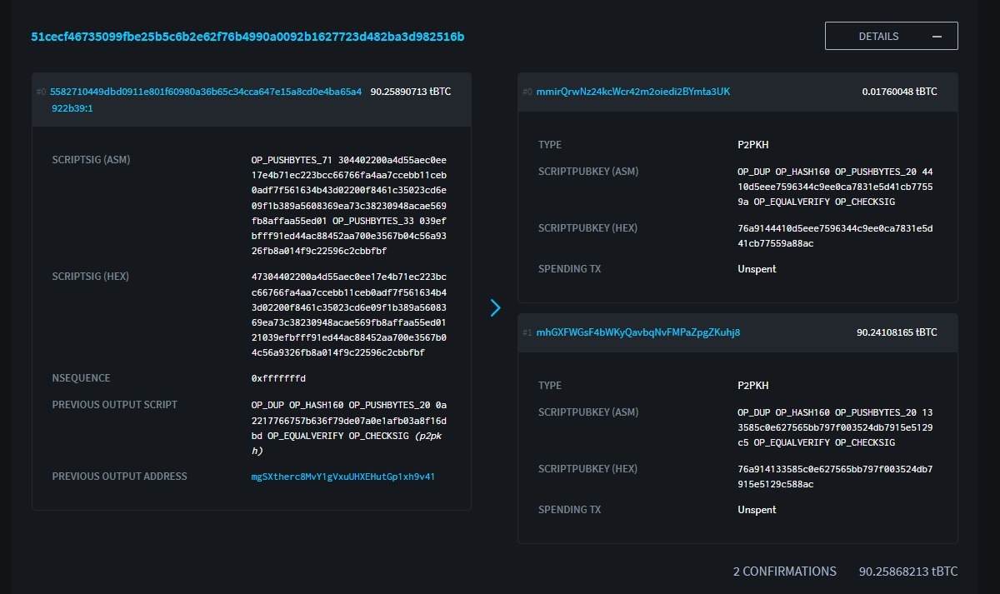 51cecf46735099fbe25b5c6b2e62f76b4990a0092b1627723d482ba3d982516b
DETAILS —
#0 5582710449dbd0911e801f60980a36b65c34cca647e15a8cd0e4ba65a4 90.25890713 tBTC
922b39:1
SCRIPTSIG (ASM) OP_PUSHBYTES_71 304402200a4d55aec0ee
17e4b71ec223bcc66766fa4aa7ccebb11ceb
0adf7f561634b43d02200f8461c35023cd6e
09f1b389a5608369ea73c38230948acae569
fb8affaa55ed01 OP_PUSHBYTES_33 039ef
bfff91ed44ac88452aa700e3567b04c56a93
26fb8a014f9c22596c2cbbfbf
SCRIPTSIG (HEX) 47304402200a4d55aec0ee17e4b71ec223bc
c66766fa4aa7ccebb11ceb0adf7f561634b4
3d02200f8461c35023cd6e09f1b389a56083
69ea73c38230948acae569fb8affaa55ed01
21039efbfff91ed44ac88452aa700e3567b0
4c56a9326fb8a014f9c22596c2cbbfbf
NSEQUENCE 0xfffffffd
PREVIOUS OUTPUT SCRIPT OP_DUP OP_HASH160 OP_PUSHBYTES_20 0a
2217766757b636f79de07a0e1afb03a8f16d
bd OP_EQUALVERIFY OP_CHECKSIG (p2pk
h)
PREVIOUS OUTPUT ADDRESS mgSXtherc8MvY1gVxuUHXEHutGp1xh9v41
#0 mmirQrwNz24kcWcr42m2oiedi2BYmta3UK 0.01760048 tBTC
TYPE P2PKH
SCRIPTPUBKEY (ASM) OP_DUP OP_HASH160 OP_PUSHBYTES_20 44
10d5eee7596344c9ee0ca7831e5d41cb7755
9a OP_EQUALVERIFY OP_CHECKSIG
SCRIPTPUBKEY (HEX) 76a9144410d5eee7596344c9ee0ca7831e5d
41cb77559a88ac
SPENDING TX Unspent
#1 mhGXFWGsF4bWKyQavbqNvFMPaZpgZKuhj8 90.24108165 tBTC
TYPE P2PKH
SCRIPTPUBKEY (ASM) OP_DUP OP_HASH160 OP_PUSHBYTES_20 13
3585c0e627565bb797f003524db7915e5129
c5 OP_EQUALVERIFY OP_CHECKSIG
SCRIPTPUBKEY (HEX) 76a914133585c0e627565bb797f003524db7
915e5129c588ac
SPENDING TX Unspent
2 CONFIRMATIONS 90.25868213 tBTC